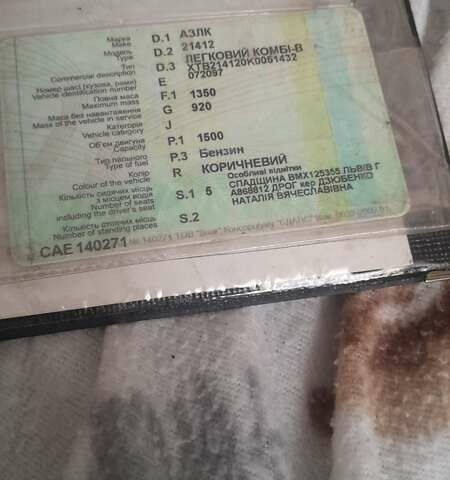 Марка
Make D.1 АЗЛК
Модель D.2 21412
Type ЛЕГКОВИЙ КОМБІ-В
Тип D.3 XTB214120K0051432
Commercial description 072097
Номер шасі (кузова, рами) E
Vehicle identification number
Повна маса F.1 1350
Maximum mass
Маса без навантаження G 920
Mass of the vehicle in service
Категорія J
Vehicle category
Об'єм двигуна P.1 1500
Capacity
Тип пального P.3 Бензин
Type of fuel
Колір R КОРИЧНЕВИЙ
Colour of the vehicle Особливі відмітки
Кількість сидячих місць СПАДЩИНА ВМХ125355 ЛЬВІВ Г
з місцем водія S.1 5 А868812 ДРОГ кер ДЗЮБЕНКО
Number of seats НАТАЛІЯ ВЯЧЕСЛАВІВНА
including the driver's seat
Кількість стоячих місць S.2
Number of standing places
САЕ 140271